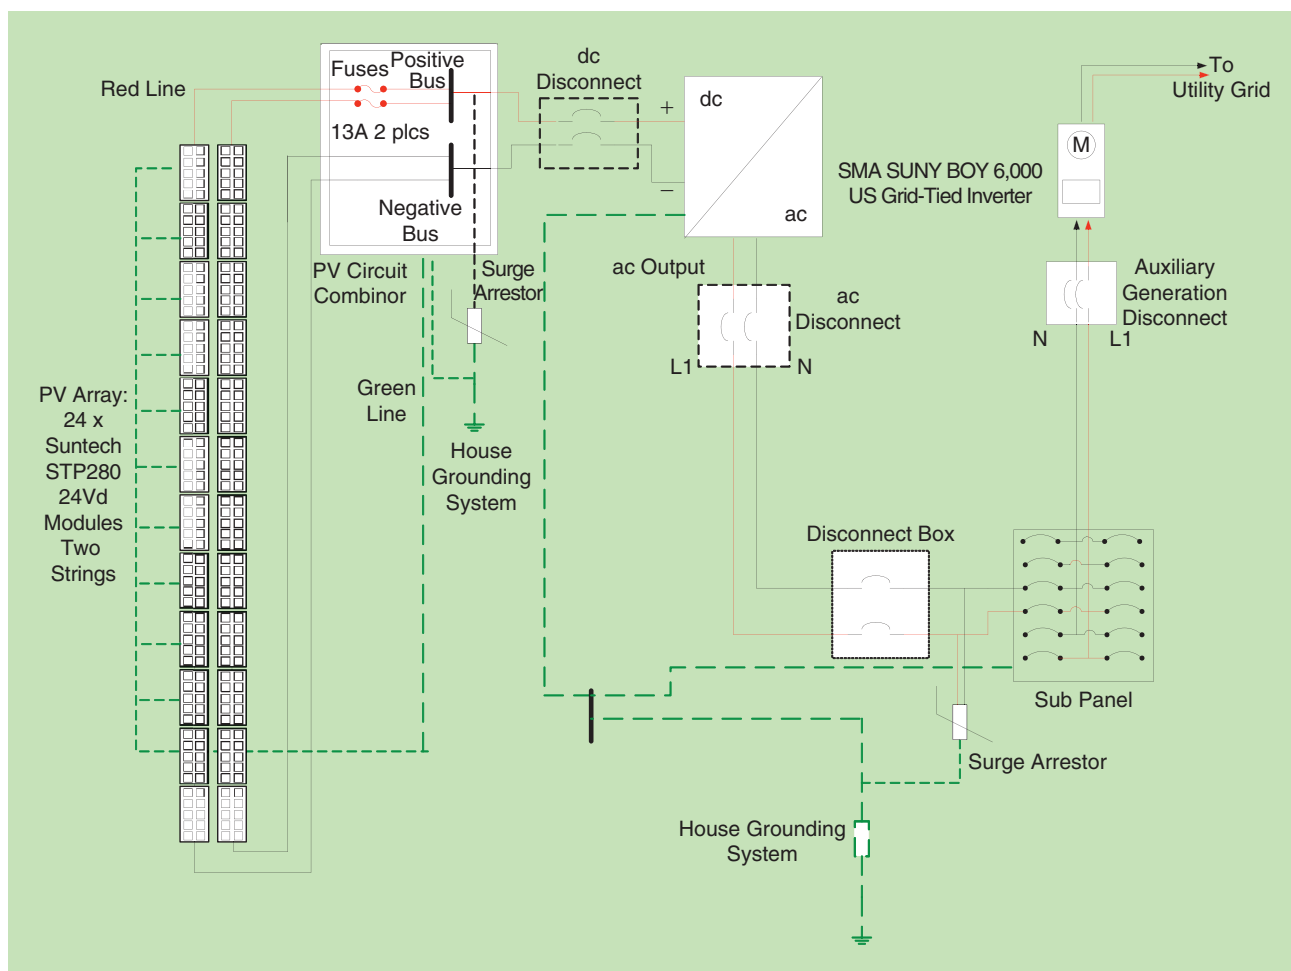 Red Line
Fuses
Positive
Bus
13A 2 plcs
Negative
Bus
PV Circuit
Combinor
dc
Disconnect
+
−
dc
ac
SMA SUNY BOY 6,000
US Grid-Tied Inverter
To
Utility Grid
M
Surge
Arrestor
ac Output
ac
Disconnect
L1
N
Auxiliary
Generation
Disconnect
N
L1
PV Array:
24 x
Suntech
STP280
24Vd
Modules
Two
Strings
Green
Line
House
Grounding
System
Disconnect Box
Sub Panel
Surge Arrestor
House Grounding
System